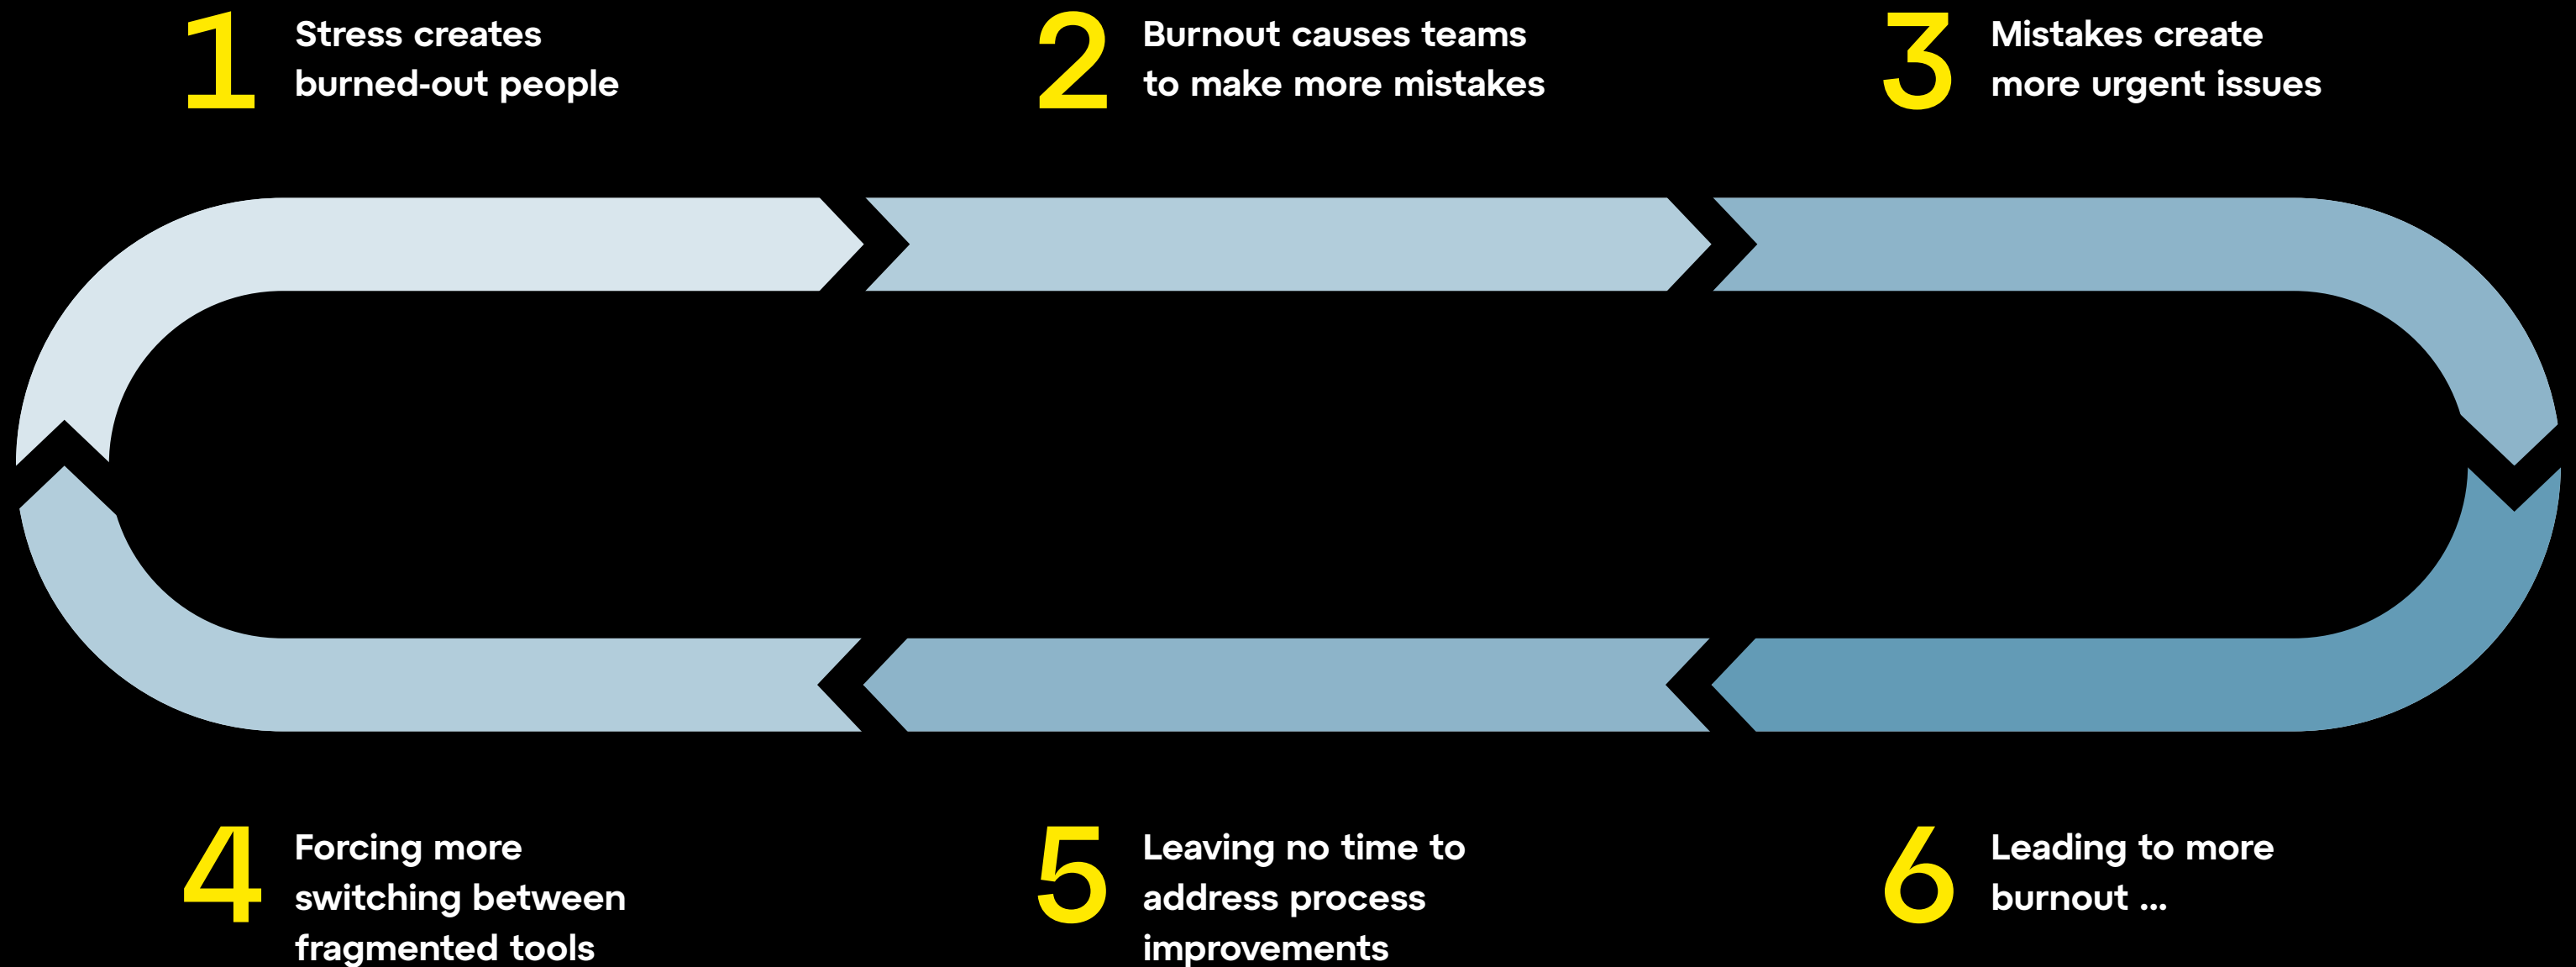 1
Stress creates
burned-out people
2
Burnout causes teams
to make more mistakes
3
Mistakes create
more urgent issues
4
Forcing more
switching between
fragmented tools
5
Leaving no time to
address process
improvements
6
Leading to more
burnout ...